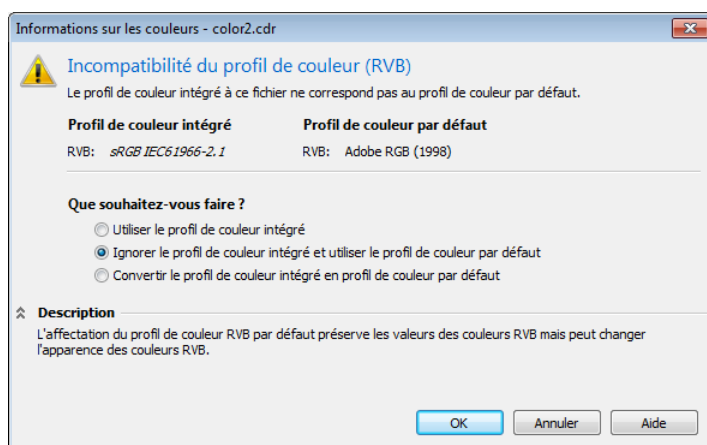 Informations sur les couleurs - color2.cdr
Incompatibilité du profil de couleur (RVB)
Le profil de couleur intégré à ce fichier ne correspond pas au profil de couleur par défaut.
Profil de couleur intégré Profil de couleur par défaut
RVB: sRGB IEC61966-2.1 RVB: Adobe RGB (1998)
Que souhaitez-vous faire ?
Utiliser le profil de couleur intégré
Ignorer le profil de couleur intégré et utiliser le profil de couleur par défaut
Convertir le profil de couleur intégré en profil de couleur par défaut
Description
L'affectation du profil de couleur RVB par défaut préserve les valeurs des couleurs RVB mais peut changer
l'apparence des couleurs RVB.
OK Annuler Aide